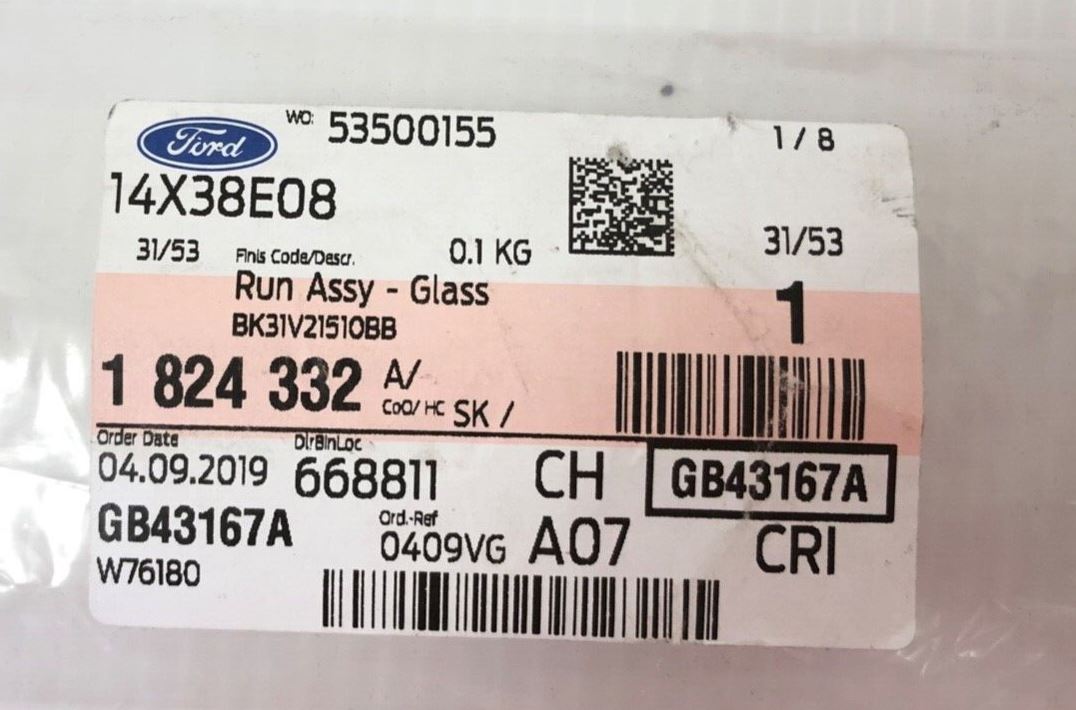 Ford
WO: 53500155
1 / 8
14X38E08
31/53 Finis Code/Descr. 0.1 KG
31/53
Run Assy - Glass
1
BK31V21510BB
1 824 332 A/
CoO/ HC SK /
Order Date
DlrBinLoc
04.09.2019 668811 CH GB43167A
GB43167A
Ord.-Ref
0409VG A07 CRI
W76180